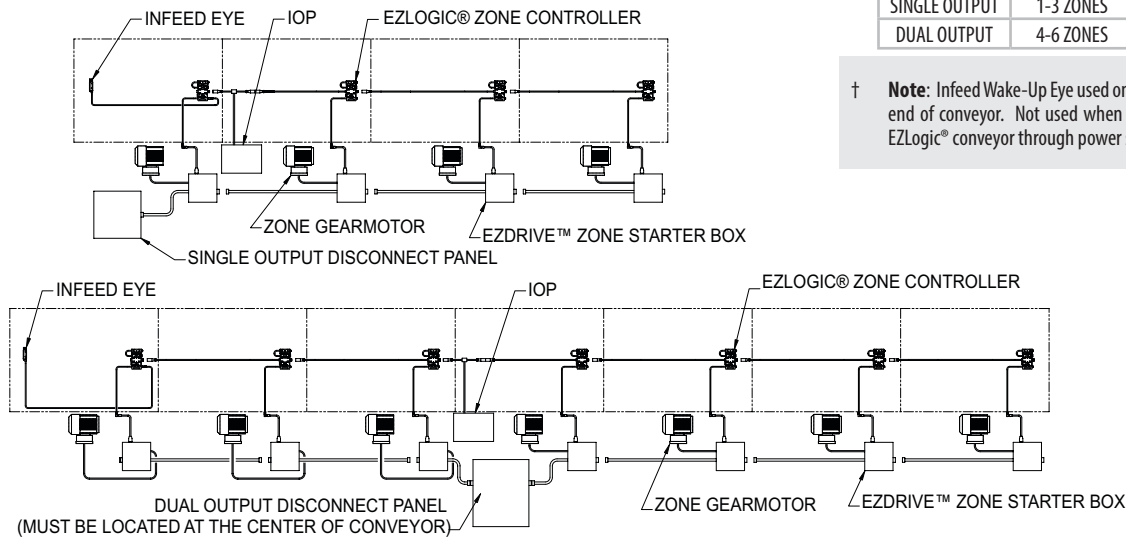 INFEED EYE
IOP
EZLOGIC® ZONE CONTROLLER
SINGLE OUTPUT 1-3 ZONES
DUAL OUTPUT 4-6 ZONES
† Note: Infeed Wake-Up Eye used
end of conveyor. Not used when
EZLogic® conveyor through power
ZONE GEARMOTOR
EZDRIVE™ ZONE STARTER BOX
SINGLE OUTPUT DISCONNECT PANEL
INFEED EYE
IOP
EZLOGIC® ZONE CONTROLLER
DUAL OUTPUT DISCONNECT PANEL
(MUST BE LOCATED AT THE CENTER OF CONVEYOR)
ZONE GEARMOTOR
EZDRIVE™ ZONE STARTER BOX